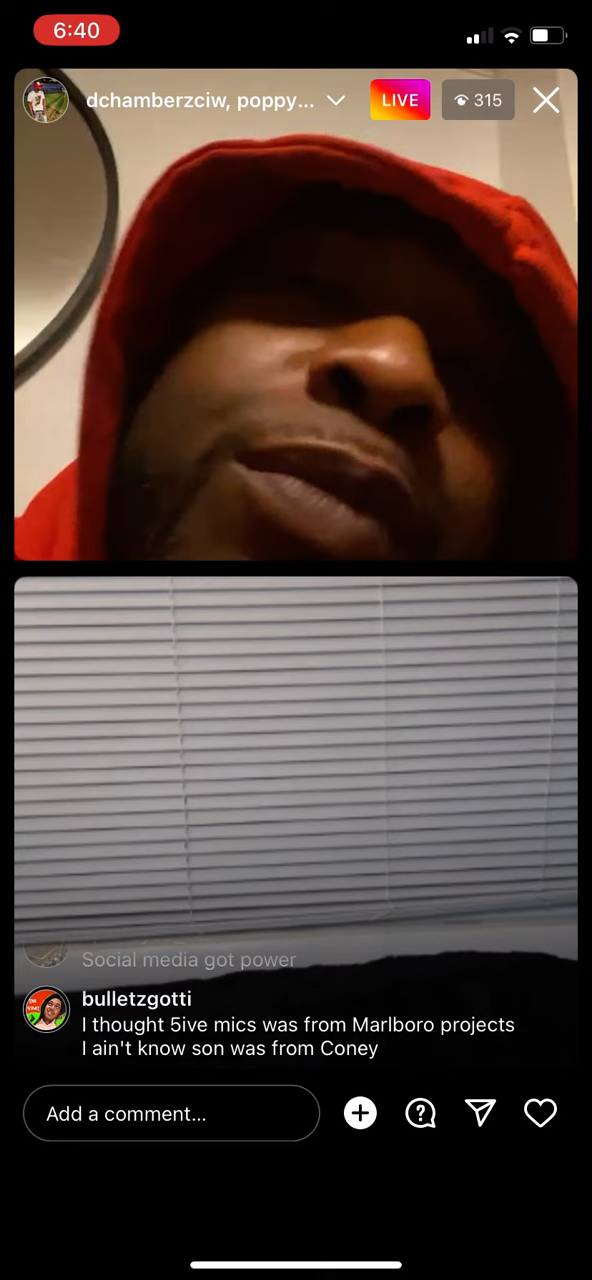 6:40
dchamberzciw, poppy...
LIVE
315
Social media got power
bulletzgotti
I thought 5ive mics was from Marlboro projects
I ain't know son was from Coney
Add a comment...